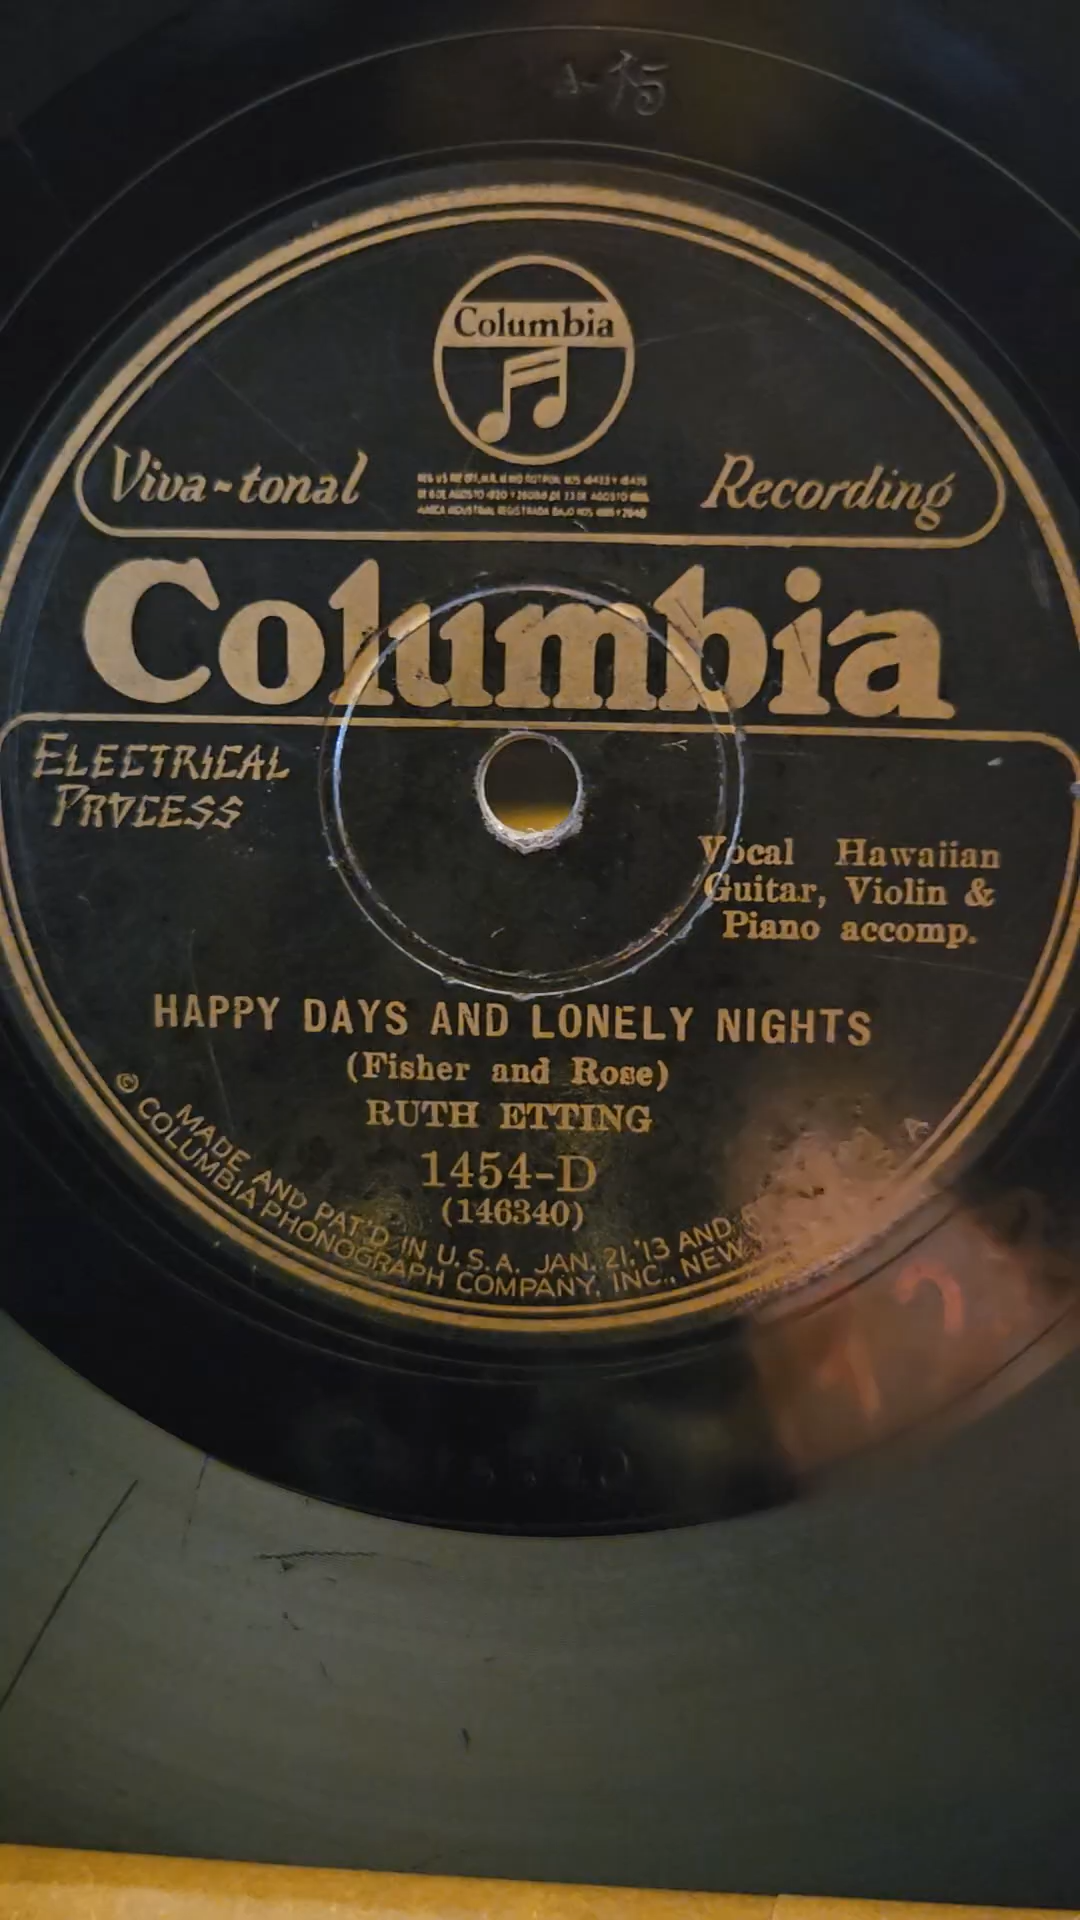 A-15
Columbia
Viva-tonal Recording
Columbia
ELECTRICAL
PROCESS
Vocal Hawaiian
Guitar, Violin &
Piano accomp.
HAPPY DAYS AND LONELY NIGHTS
(Fisher and Rose)
RUTH ETTING
1454-D
(146340)
MADE AND PAT'D IN U.S.A. JAN. 21, '13 AND
© COLUMBIA PHONOGRAPH COMPANY, INC., NEW
A